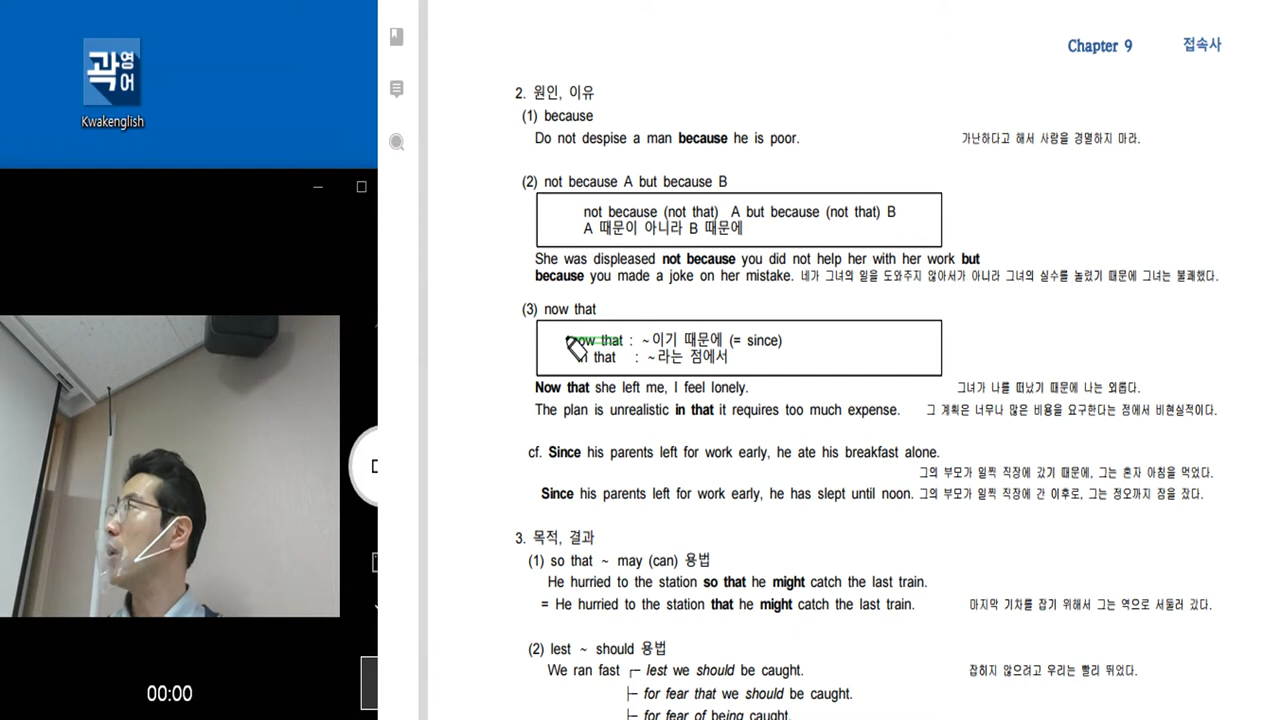 곽영어
Kwakenglish
00:00
Chapter 9 접속사
2. 원인, 이유
(1) because
Do not despise a man because he is poor. 가난하다고 해서 사람을 경멸하지 마라.
(2) not because A but because B
not because (not that) A but because (not that) B
A 때문이 아니라 B 때문에
She was displeased not because you did not help her with her work but
because you made a joke on her mistake. 네가 그녀의 일을 도와주지 않아서가 아니라 그녀의 실수를 놀렸기 때문에 그녀는 불쾌했다.
(3) now that
now that : ~이기 때문에 (= since)
that : ~라는 점에서
Now that she left me, I feel lonely. 그녀가 나를 떠났기 때문에 나는 외롭다.
The plan is unrealistic in that it requires too much expense. 그 계획은 너무나 많은 비용을 요구한다는 점에서 비현실적이다.
cf. Since his parents left for work early, he ate his breakfast alone.
그의 부모가 일찍 직장에 갔기 때문에, 그는 혼자 아침을 먹었다.
Since his parents left for work early, he has slept until noon. 그의 부모가 일찍 직장에 간 이후로, 그는 정오까지 잠을 잤다.
3. 목적, 결과
(1) so that ~ may (can) 용법
He hurried to the station so that he might catch the last train.
= He hurried to the station that he might catch the last train. 마지막 기차를 잡기 위해서 그는 역으로 서둘러 갔다.
(2) lest ~ should 용법
We ran fast lest we should be caught. 잡히지 않으려고 우리는 빨리 뛰었다.
for fear that we should be caught.
for fear of being caught.